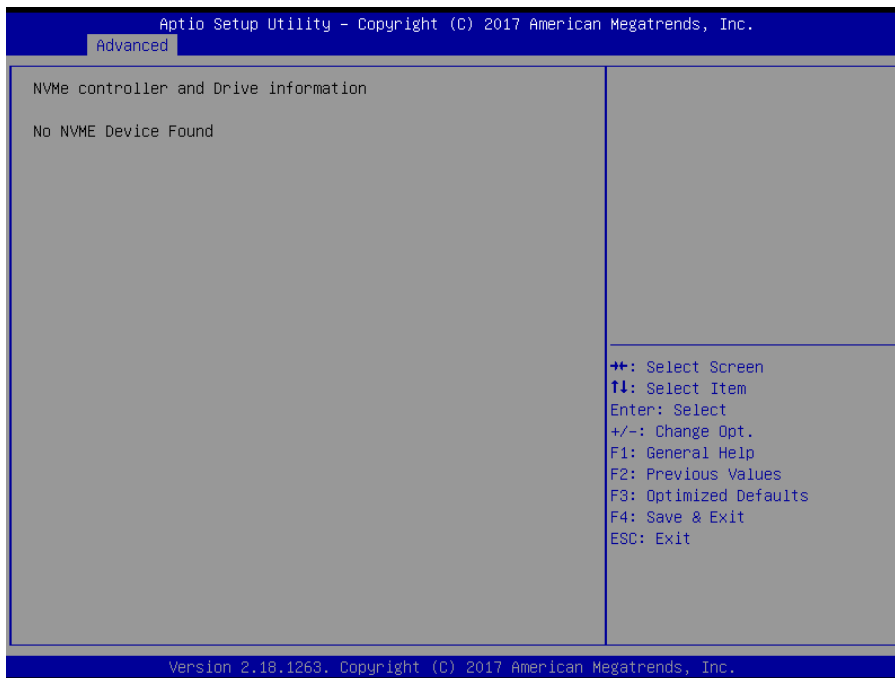 Aptio Setup Utility – Copyright (C) 2017 American Megatrends, Inc.
Advanced
NVMe controller and Drive information
No NVME Device Found
→←: Select Screen
↑↓: Select Item
Enter: Select
+/-: Change Opt.
F1: General Help
F2: Previous Values
F3: Optimized Defaults
F4: Save & Exit
ESC: Exit
Version 2.18.1263. Copyright (C) 2017 American Megatrends, Inc.